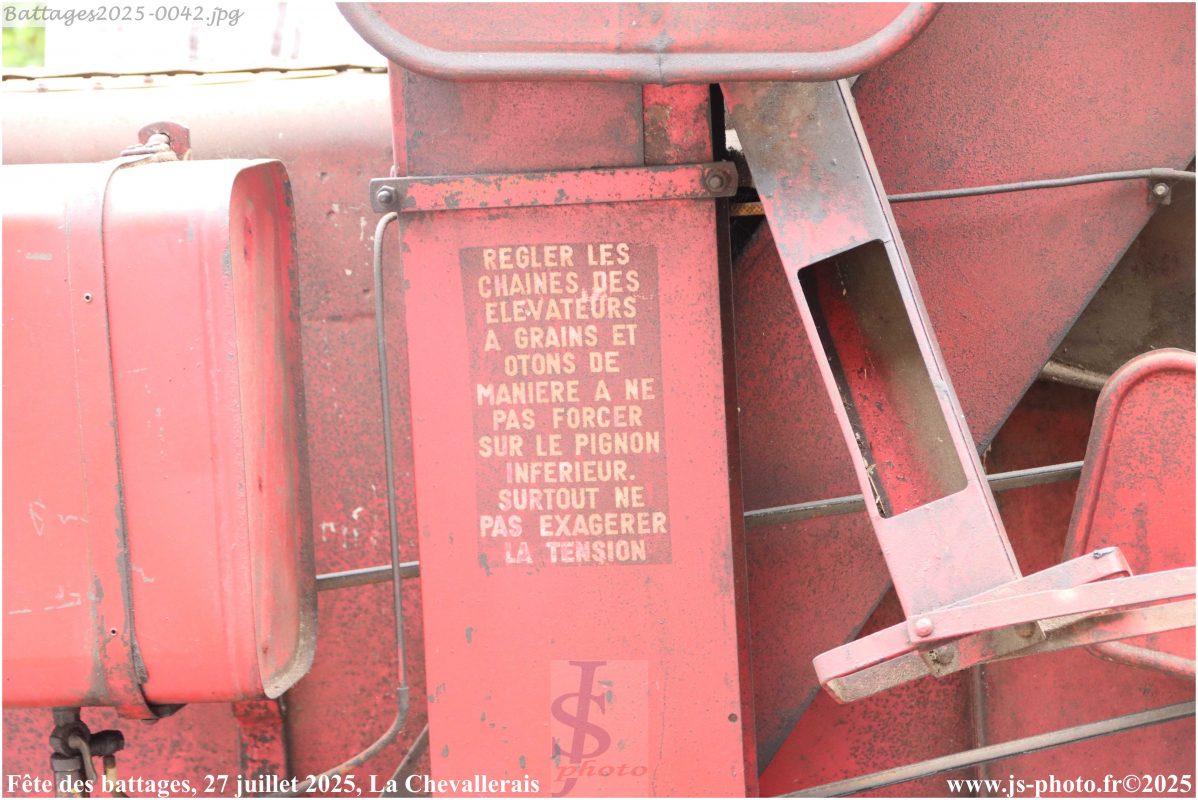 Battages2025-0042.jpg
REGLER LES
CHAINES DES
ELEVATEURS
A GRAINS ET
OTONS DE
MANIERE A NE
PAS FORCER
SUR LE PIGNON
INFERIEUR.
SURTOUT NE
PAS EXAGERER
LA TENSION
JS
photo
Fête des battages, 27 juillet 2025, La Chevallerais
www.js-photo.fr©2025